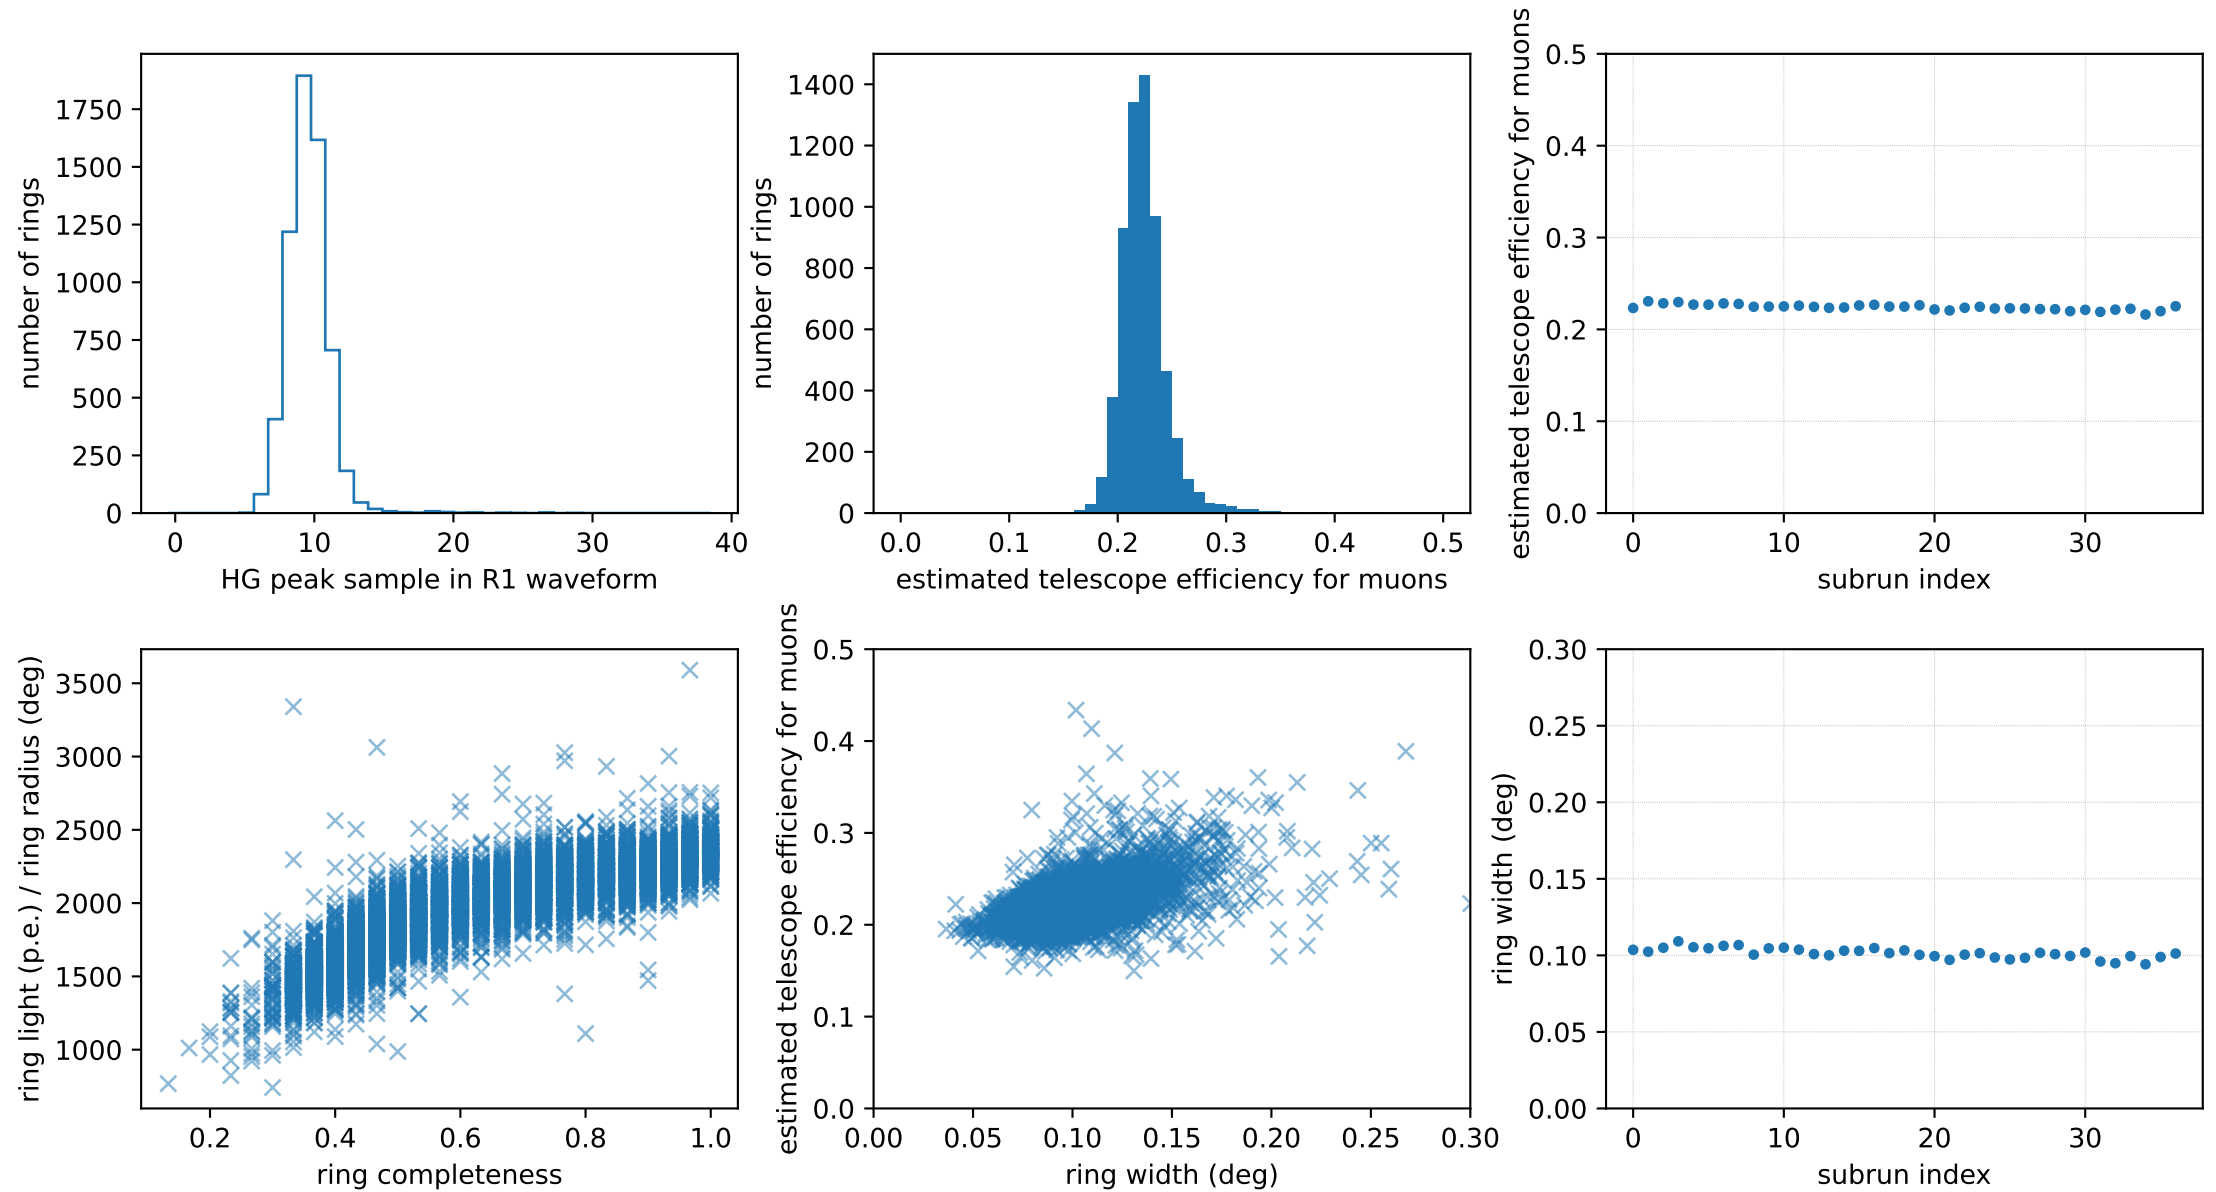 number of rings
1750
1500
1250
1000
750
500
250
0
0 10 20 30 40
HG peak sample in R1 waveform
number of rings
1400
1200
1000
800
600
400
200
0
0.0 0.1 0.2 0.3 0.4 0.5
estimated telescope efficiency for muons
estimated telescope efficiency for muons
0.5
0.4
0.3
0.2
0.1
0.0
0 10 20 30
subrun index
ring light (p.e.) / ring radius (deg)
3500
3000
2500
2000
1500
1000
0.2 0.4 0.6 0.8 1.0
ring completeness
estimated telescope efficiency for muons
0.5
0.4
0.3
0.2
0.1
0.0
0.00 0.05 0.10 0.15 0.20 0.25 0.30
ring width (deg)
ring width (deg)
0.30
0.25
0.20
0.15
0.10
0.05
0.00
0 10 20 30
subrun index